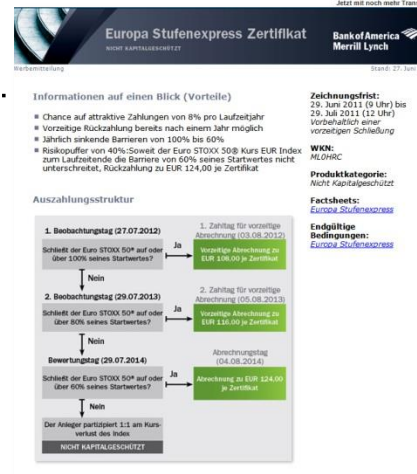 Jetzt mit noch mehr Tran
Europa Stufenexpress Zertifikat
NICHT KAPITALGESCHÜTZT
Bank of America
Merrill Lynch
Werbemitteilung
Stand: 27. Juni
Informationen auf einen Blick (Vorteile)
Chance auf attraktive Zahlungen von 8% pro Laufzeitjahr
Vorzeitige Rückzahlung bereits nach einem Jahr möglich
Jährlich sinkende Barrieren von 100% bis 60%
Risikopuffer von 40%:Soweit der Euro STOXX 50® Kurs EUR Index
zum Laufzeitende die Barriere von 60% seines Startwertes nicht
unterschreitet, Rückzahlung zu EUR 124,00 je Zertifikat
Zeichnungsfrist:
29. Juni 2011 (9 Uhr) bis
29. Juli 2011 (12 Uhr)
Vorbehaltlich einer
vorzeitigen Schließung
WKN:
ML0HRC
Produktkategorie:
Nicht Kapitalgeschützt
Factsheets:
Europa Stufenexpress
Endgültige
Bedingungen:
Europa Stufenexpress
Auszahlungsstruktur
1. Beobachtungstag (27.07.2012)
Schließt der Euro STOXX 50® auf oder
über 100% seines Startwertes?
Ja
1. Zahltag für vorzeitige
Abrechnung (03.08.2012)
Vorzeitige Abrechnung zu
EUR 108,00 je Zertifikat
Nein
2. Beobachtungstag (29.07.2013)
Schließt der Euro STOXX 50® auf oder
über 80% seines Startwertes?
Ja
2. Zahltag für vorzeitige
Abrechnung (05.08.2013)
Vorzeitige Abrechnung zu
EUR 116,00 je Zertifikat
Nein
Bewertungstag (29.07.2014)
Schließt der Euro STOXX 50® auf oder
über 60% seines Startwertes?
Ja
Abrechnungstag
(04.08.2014)
Abrechnung zu EUR 124,00
je Zertifikat
Nein
Der Anleger partizipiert 1:1 am Kurs-
verlust des Index
NICHT KAPITALGESCHÜTZT